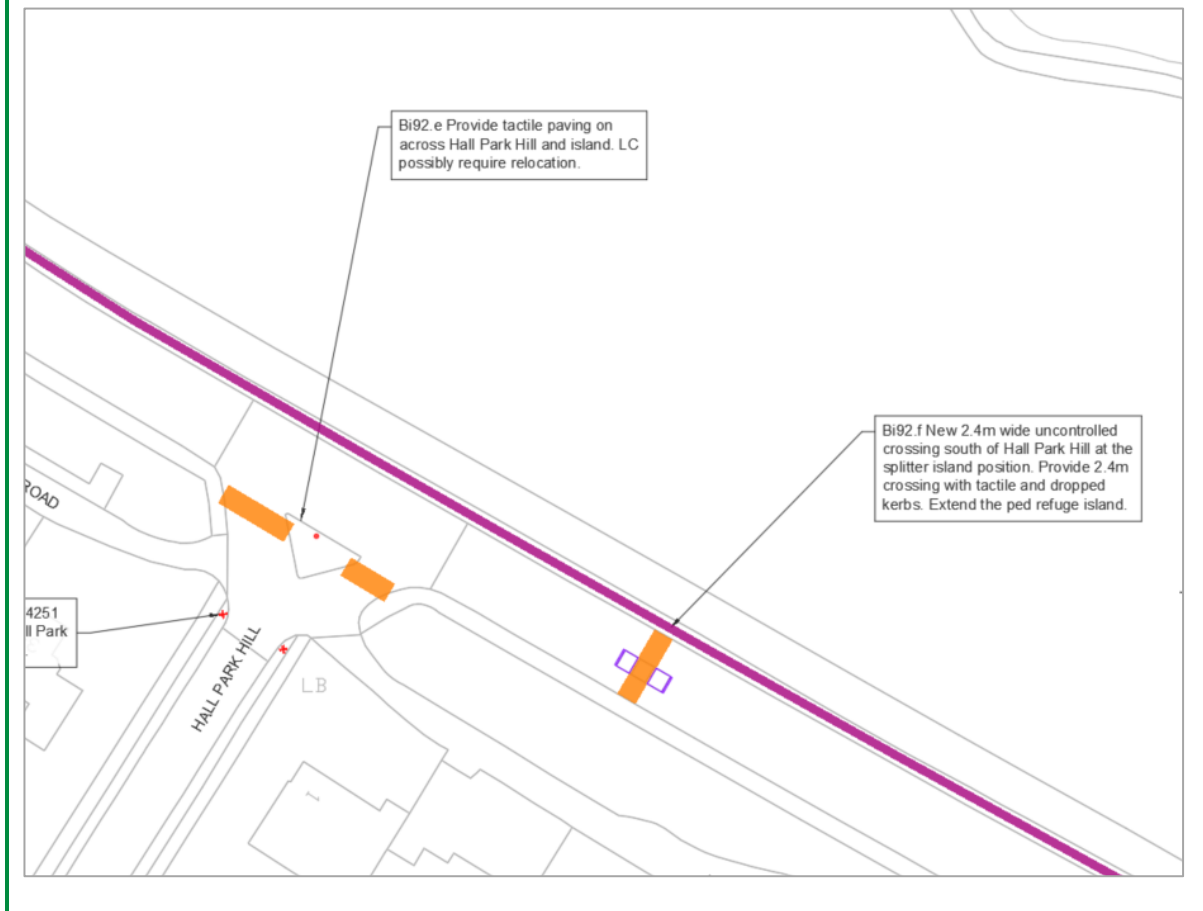 Bi92.e Provide tactile paving on
across Hall Park Hill and island. LC
possibly require relocation.
Bi92.f New 2.4m wide uncontrolled
crossing south of Hall Park Hill at the
splitter island position. Provide 2.4m
crossing with tactile and dropped
kerbs. Extend the ped refuge island.
ROAD
4251
ll Park
HALL PARK HILL
LB
1